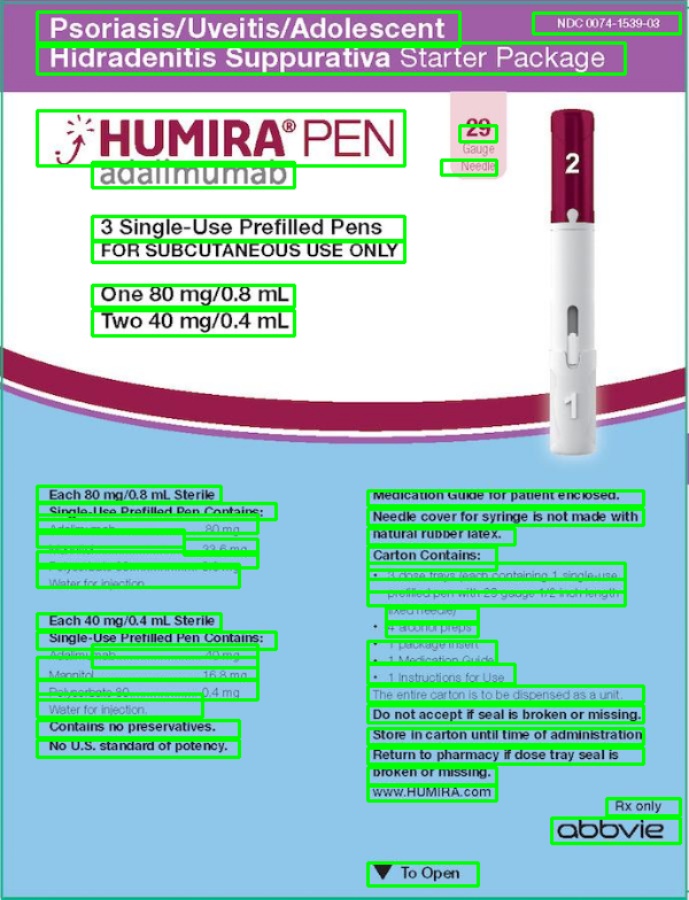 Psoriasis/Uveitis/Adolescent
NDC 0074-1539-03
Hidradenitis Suppurativa Starter Package
HUMIRA® PEN
adalimumab
29
Gauge
Needle
2
3 Single-Use Prefilled Pens
FOR SUBCUTANEOUS USE ONLY
One 80 mg/0.8 mL
Two 40 mg/0.4 mL
1
Each 80 mg/0.8 mL Sterile
Single-Use Prefilled Pen Contains:
Adalimumab 80 mg
Water for injection.
Each 40 mg/0.4 mL Sterile
Single-Use Prefilled Pen Contains:
Adalimumab 40 mg
Mannitol 16.8 mg
Polysorbate 80 0.4 mg
Water for injection.
Contains no preservatives.
No U.S. standard of potency.
Medication Guide for patient enclosed.
Needle cover for syringe is not made with
natural rubber latex.
Carton Contains:
• 3 dose trays (each containing 1 single-use
prefilled pen with 29 gauge 1/2 inch length
fixed needle)
• 4 alcohol preps
• 1 package insert
• 1 Medication Guide
• 1 Instructions for Use
The entire carton is to be dispensed as a unit.
Do not accept if seal is broken or missing.
Store in carton until time of administration
Return to pharmacy if dose tray seal is
broken or missing.
www.HUMIRA.com
Rx only
abbvie
▼ To Open